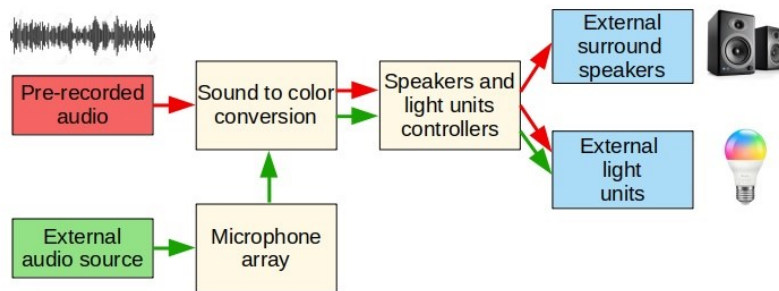 Pre-recorded
audio
Sound to color
conversion
Speakers and
light units
controllers
External
surround
speakers
External
light
units
External
audio source
Microphone
array